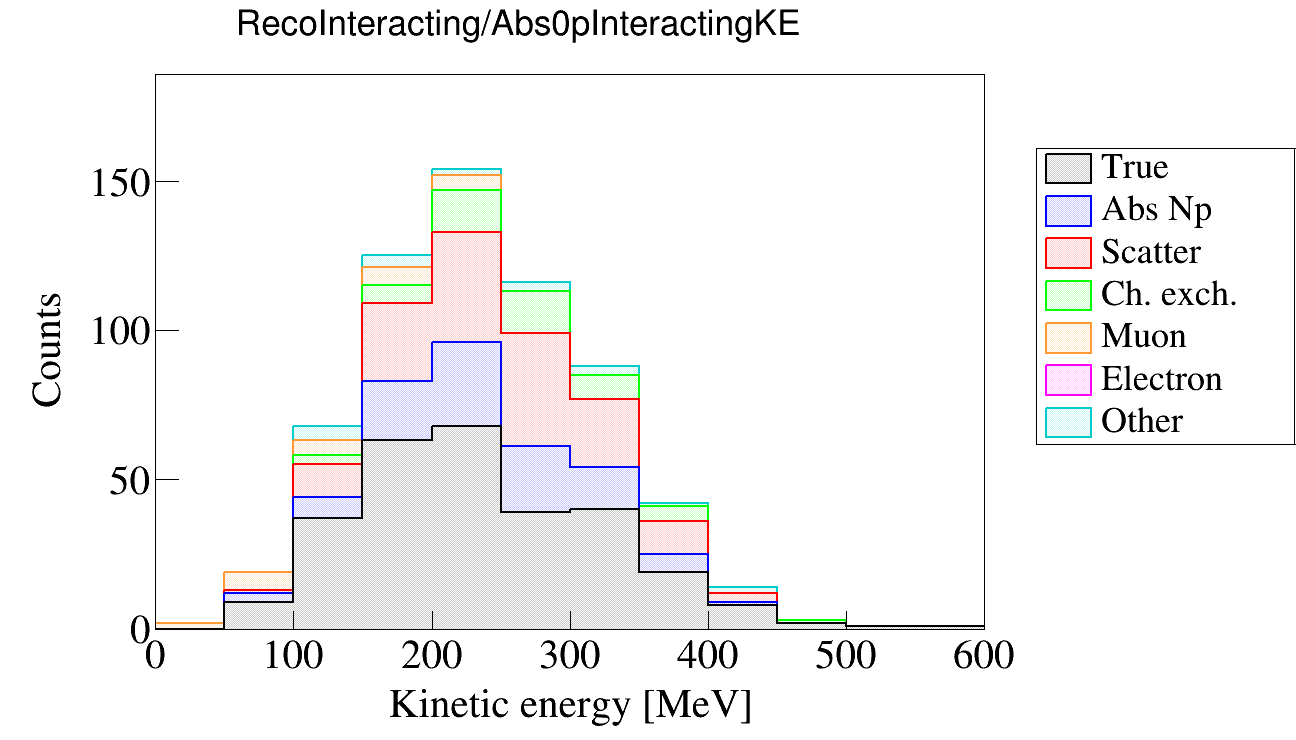 RecoInteracting/Abs0pInteractingKE
150
100
50
0
0 100 200 300 400 500 600
Counts
Kinetic energy [MeV]
True
Abs Np
Scatter
Ch. exch.
Muon
Electron
Other